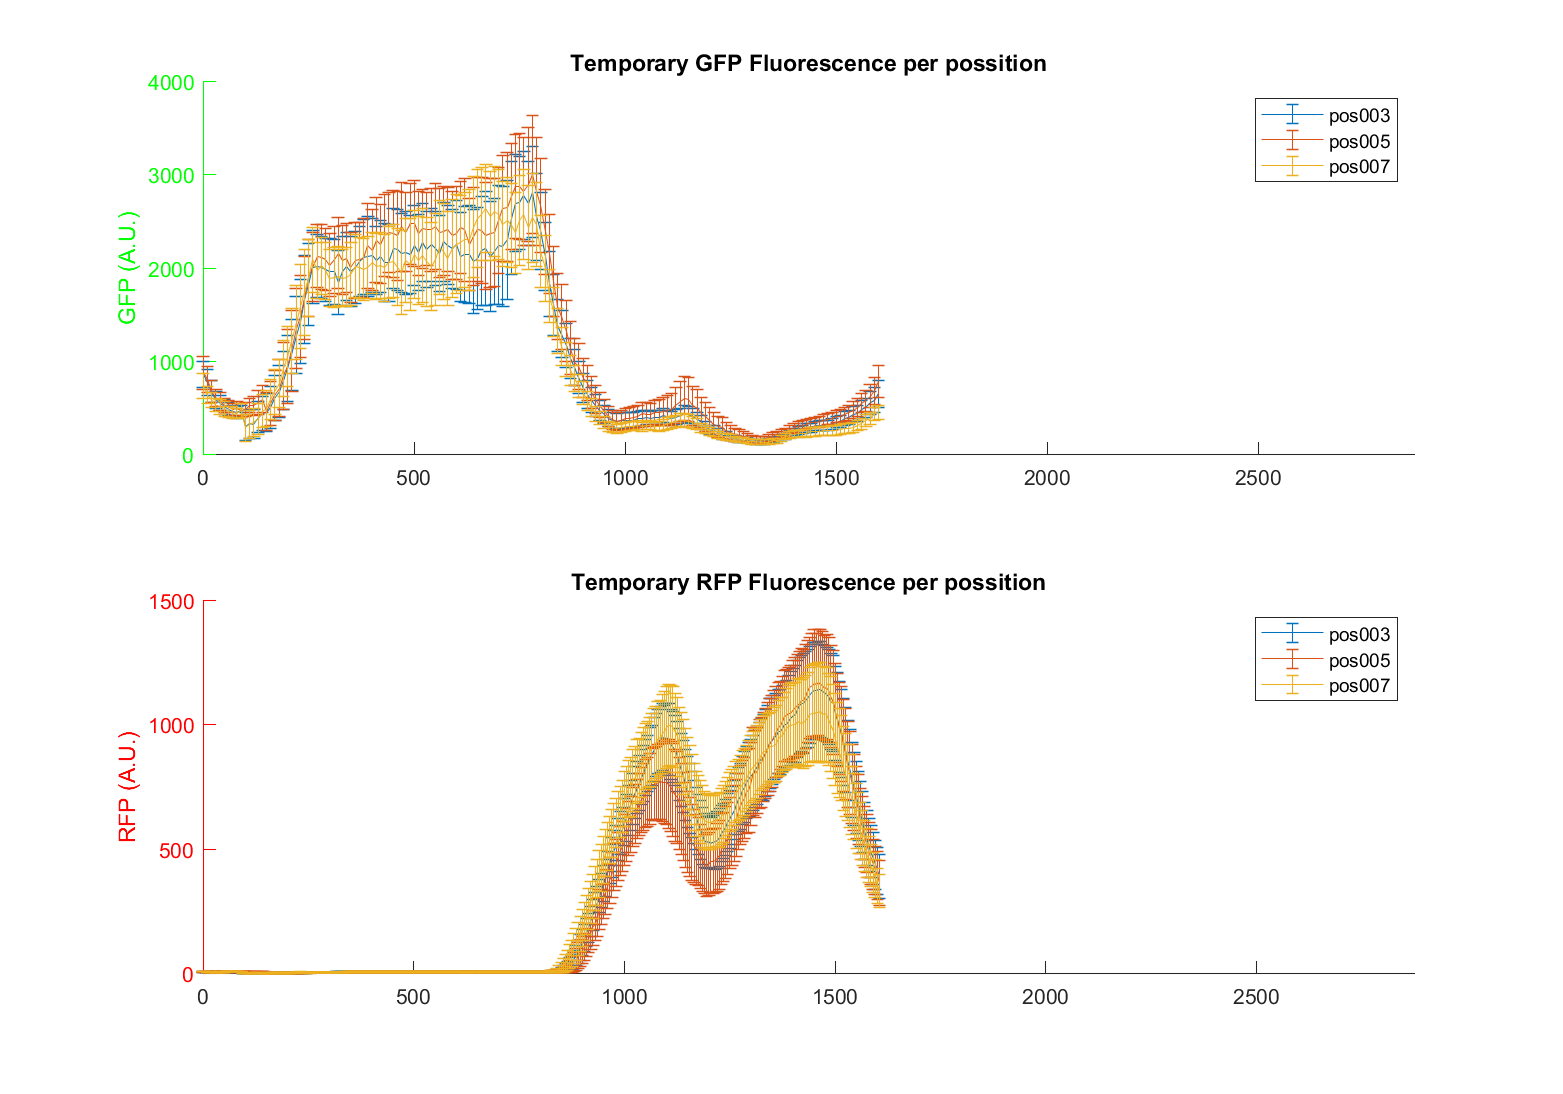 Temporary GFP Fluorescence per possition
4000
3000
2000
1000
0
GFP (A.U.)
0 500 1000 1500 2000 2500
pos003
pos005
pos007
Temporary RFP Fluorescence per possition
1500
1000
500
0
RFP (A.U.)
0 500 1000 1500 2000 2500
pos003
pos005
pos007